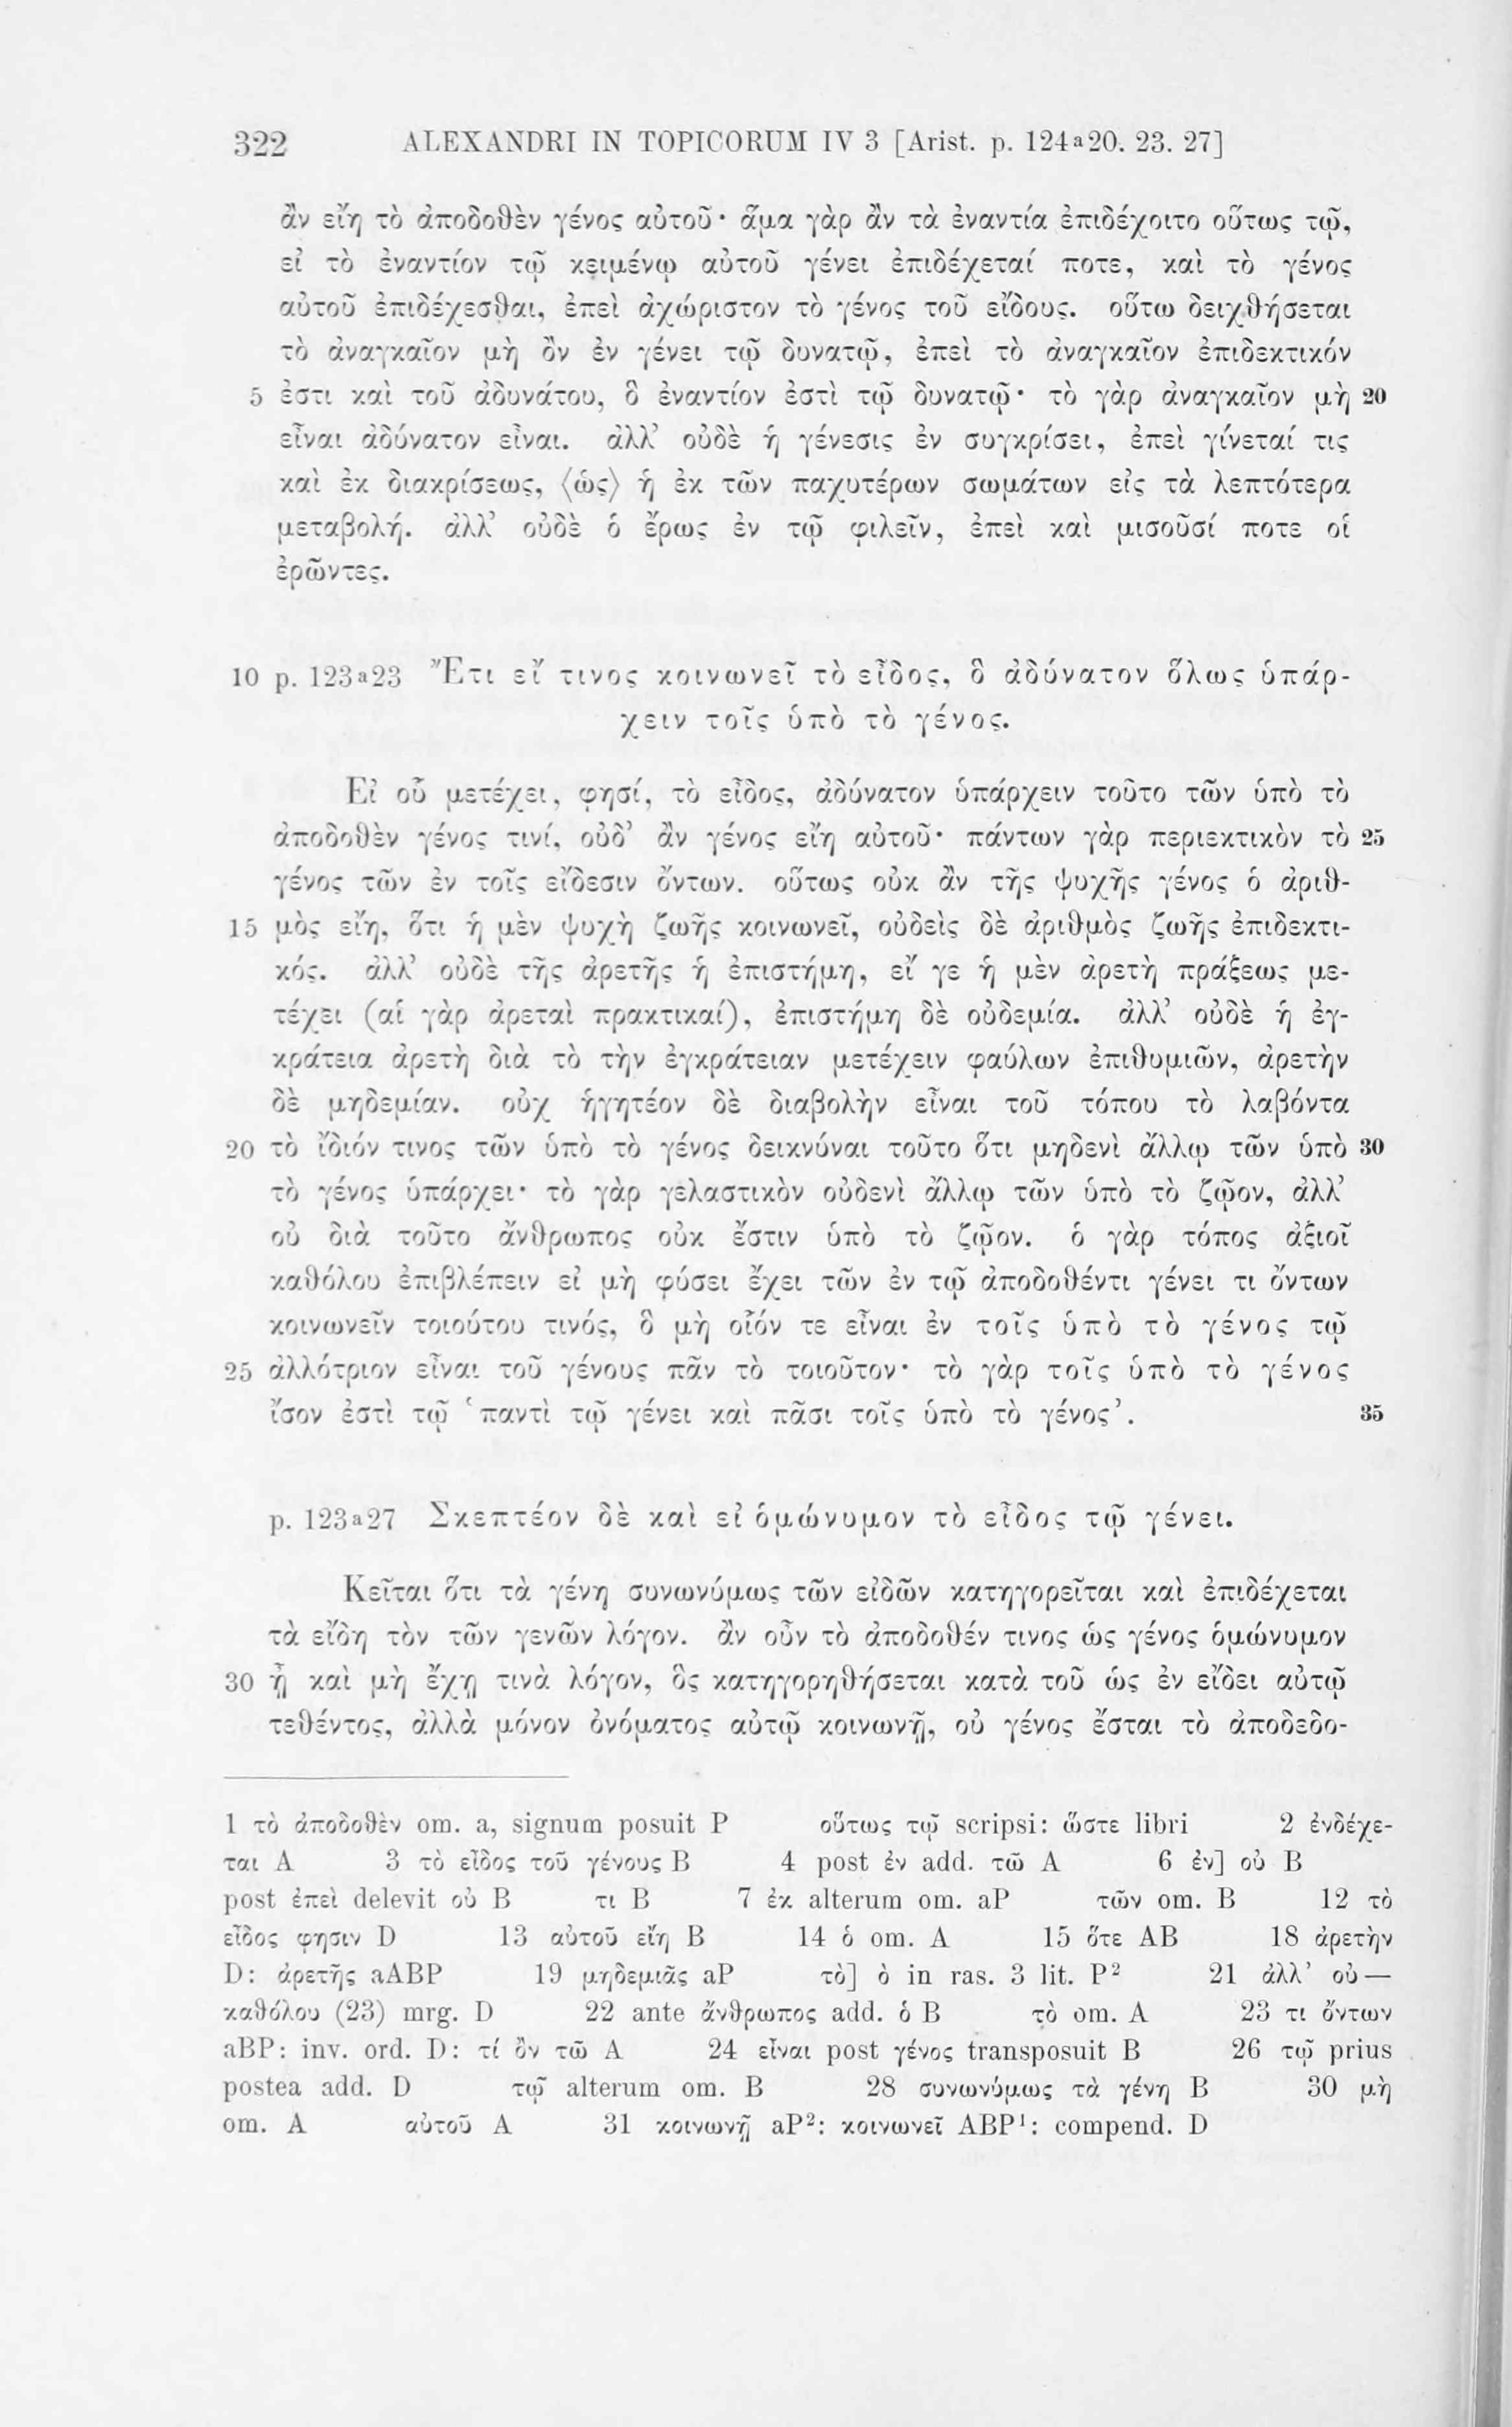 322 ALEXANDRI IN TOPICORUM IV 3 [Arist. p. 124a20. 23. 27]
ἂν εἴη τὸ ἀποδοθὲν γένος αὐτοῦ· ἅμα γὰρ ἂν τὰ ἐναντία ἐπιδέχοιτο οὕτως τῷ,
εἰ τὸ ἐναντίον τῷ κειμένῳ αὐτοῦ γένει ἐπιδέχεταί ποτε, καὶ τὸ γένος
αὐτοῦ ἐπιδέχεσθαι, ἐπεὶ ἀχώριστον τὸ γένος τοῦ εἴδους. οὕτω δειχθήσεται
τὸ ἀναγκαῖον μὴ ὂν ἐν γένει τῷ δυνατῷ, ἐπεὶ τὸ ἀναγκαῖον ἐπιδεκτικόν
5 ἐστι καὶ τοῦ ἀδυνάτου, ὃ ἐναντίον ἐστὶ τῷ δυνατῷ· τὸ γὰρ ἀναγκαῖον μὴ 20
εἶναι ἀδύνατον εἶναι. ἀλλ’ οὐδὲ ἡ γένεσις ἐν συγκρίσει, ἐπεὶ γίνεταί τις
καὶ ἐκ διακρίσεως, ⟨ὡς⟩ ἡ ἐκ τῶν παχυτέρων σωμάτων εἰς τὰ λεπτότερα
μεταβολή. ἀλλ’ οὐδὲ ὁ ἔρως ἐν τῷ φιλεῖν, ἐπεὶ καὶ μισοῦσί ποτε οἱ
ἐρῶντες.
10 p. 123a23 Ἔτι εἴ τινος κοινωνεῖ τὸ εἶδος, ὃ ἀδύνατον ὅλως ὑπάρ-
χειν τοῖς ὑπὸ τὸ γένος.
Εἰ οὗ μετέχει, φησί, τὸ εἶδος, ἀδύνατον ὑπάρχειν τοῦτο τῶν ὑπὸ τὸ
ἀποδοθὲν γένος τινί, οὐδ’ ἂν γένος εἴη αὐτοῦ· πάντων γὰρ περιεκτικὸν τὸ 25
γένος τῶν ἐν τοῖς εἴδεσιν ὄντων. οὕτως οὐκ ἂν τῆς ψυχῆς γένος ὁ ἀριθ-
15 μὸς εἴη, ὅτι ἡ μὲν ψυχὴ ζωῆς κοινωνεῖ, οὐδεὶς δὲ ἀριθμὸς ζωῆς ἐπιδεκτι-
κός. ἀλλ’ οὐδὲ τῆς ἀρετῆς ἡ ἐπιστήμη, εἴ γε ἡ μὲν ἀρετὴ πράξεως με-
τέχει (αἱ γὰρ ἀρεταὶ πρακτικαί), ἐπιστήμη δὲ οὐδεμία. ἀλλ’ οὐδὲ ἡ ἐγ-
κράτεια ἀρετὴ διὰ τὸ τὴν ἐγκράτειαν μετέχειν φαύλων ἐπιθυμιῶν, ἀρετὴν
δὲ μηδεμίαν. οὐχ ἡγητέον δὲ διαβολὴν εἶναι τοῦ τόπου τὸ λαβόντα
20 τὸ ἴδιόν τινος τῶν ὑπὸ τὸ γένος δεικνύναι τοῦτο ὅτι μηδενὶ ἄλλῳ τῶν ὑπὸ 30
τὸ γένος ὑπάρχει· τὸ γὰρ γελαστικὸν οὐδενὶ ἄλλῳ τῶν ὑπὸ τὸ ζῷον, ἀλλ’
οὐ διὰ τοῦτο ἄνθρωπος οὐκ ἔστιν ὑπὸ τὸ ζῷον. ὁ γὰρ τόπος ἀξιοῖ
καθόλου ἐπιβλέπειν εἰ μὴ φύσει ἔχει τῶν ἐν τῷ ἀποδοθέντι γένει τι ὄντων
κοινωνεῖν τοιούτου τινός, ὃ μὴ οἷόν τε εἶναι ἐν τοῖς ὑπὸ τὸ γένος τῷ
25 ἀλλότριον εἶναι τοῦ γένους πᾶν τὸ τοιοῦτον· τὸ γὰρ τοῖς ὑπὸ τὸ γένος
ἴσον ἐστὶ τῷ ‘παντὶ τῷ γένει καὶ πᾶσι τοῖς ὑπὸ τὸ γένος’. 35
p. 123a27 Σκεπτέον δὲ καὶ εἰ ὁμώνυμον τὸ εἶδος τῷ γένει.
Κεῖται ὅτι τὰ γένη συνωνύμως τῶν εἰδῶν κατηγορεῖται καὶ ἐπιδέχεται
τὰ εἴδη τὸν τῶν γενῶν λόγον. ἂν οὖν τὸ ἀποδοθέν τινος ὡς γένος ὁμώνυμον
30 ᾖ καὶ μὴ ἔχῃ τινὰ λόγον, ὃς κατηγορηθήσεται κατὰ τοῦ ὡς ἐν εἴδει αὐτῷ
τεθέντος, ἀλλὰ μόνον ὀνόματος αὐτῷ κοινωνῇ, οὐ γένος ἔσται τὸ ἀποδεδο-
1 τὸ ἀποδοθὲν om. a, signum posuit P οὕτως τῷ scripsi: ὥστε libri 2 ἐνδέχε-
ται A 3 τὸ εἶδος τοῦ γένους B 4 post ἐν add. τῶ A 6 ἐν] οὐ B
post ἐπεὶ delevit οὐ B τι B 7 ἐκ alterum om. aP τῶν om. B 12 τὸ
εἶδος φησιν D 13 αὐτοῦ εἴη B 14 ὁ om. A 15 ὅτε AB 18 ἀρετὴν
D: ἀρετῆς aABP 19 μηδεμιᾶς aP τὸ] ὸ in ras. 3 lit. P² 21 ἀλλ’ οὐ —
καθόλου (23) mrg. D 22 ante ἄνθρωπος add. ὁ B τὸ om. A 23 τι ὄντων
aBP: inv. ord. D: τί ὂν τῶ A 24 εἶναι post γένος transposuit B 26 τῷ prius
postea add. D τῷ alterum om. B 28 συνωνύμως τὰ γένη B 30 μὴ
om. A αὐτοῦ A 31 κοινωνῇ aP²: κοινωνεῖ ABP¹: compend. D